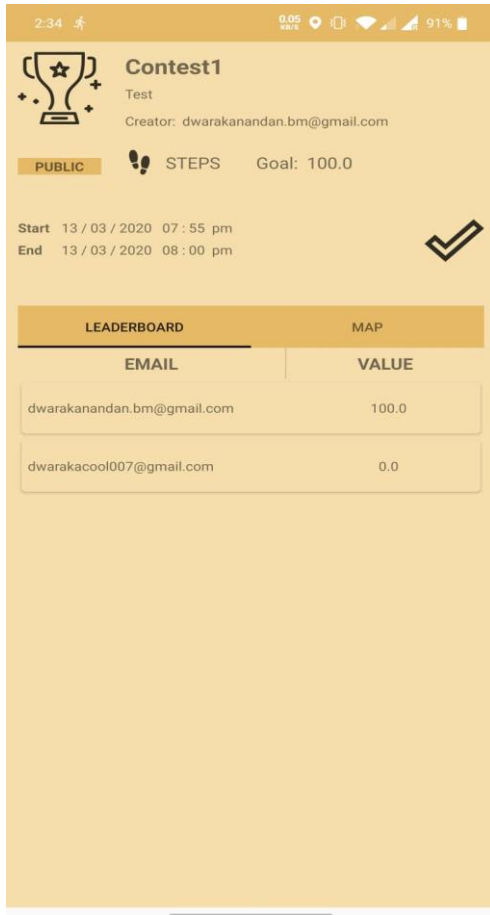 2:34 0.05 KB/S 91%
Contest1
Test
Creator: dwarakanandan.bm@gmail.com
PUBLIC STEPS Goal: 100.0
Start 13 / 03 / 2020 07 : 55 pm
End 13 / 03 / 2020 08 : 00 pm
LEADERBOARD MAP
EMAIL VALUE
dwarakanandan.bm@gmail.com 100.0
dwarakacool007@gmail.com 0.0